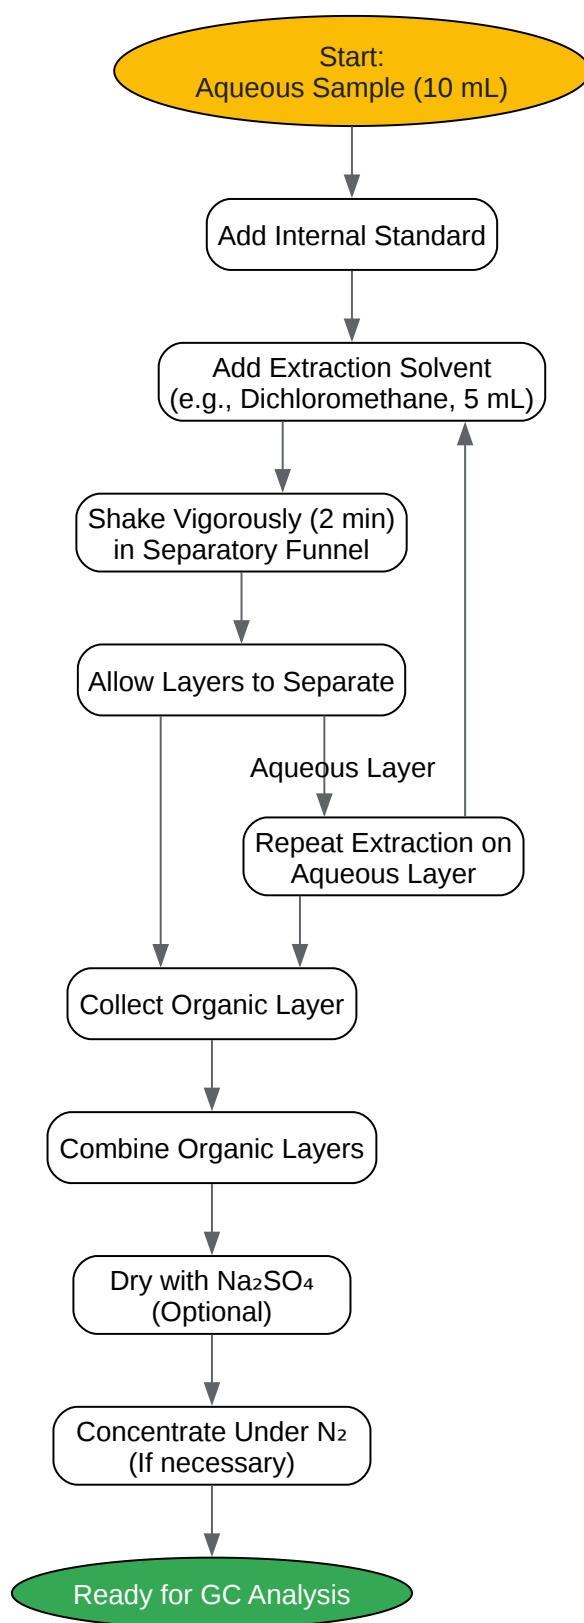 Start:
Aqueous Sample (10 mL)
Add Internal Standard
Add Extraction Solvent
(e.g., Dichloromethane, 5 mL)
Shake Vigorously (2 min)
in Separatory Funnel
Allow Layers to Separate
Aqueous Layer
Repeat Extraction on
Aqueous Layer
Collect Organic Layer
Combine Organic Layers
Dry with Na₂SO₄
(Optional)
Concentrate Under N₂
(If necessary)
Ready for GC Analysis